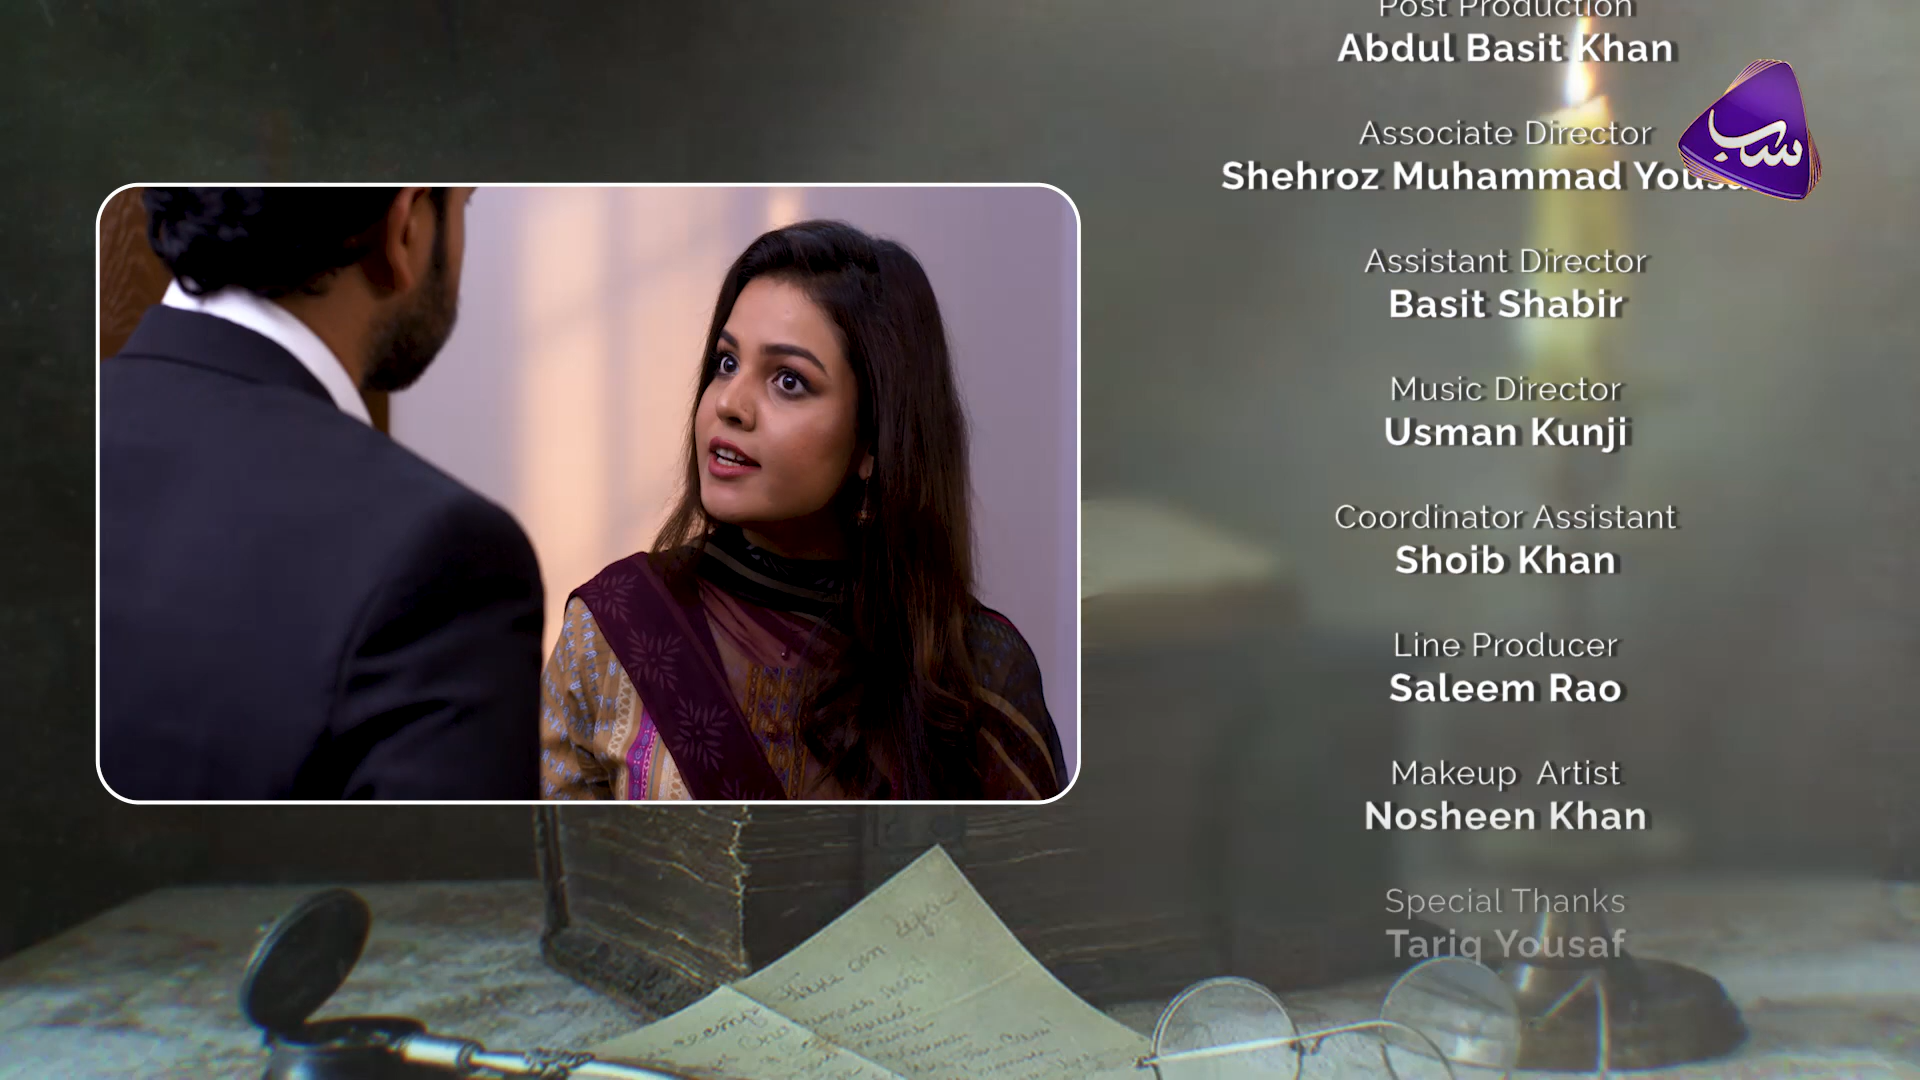 Post Production
Abdul Basit Khan
سب
Associate Director
Shehroz Muhammad
Assistant Director
Basit Shabir
Music Director
Usman Kunji
Coordinator Assistant
Shoib Khan
Line Producer
Saleem Rao
Makeup Artist
Nosheen Khan
Special Thanks
Tariq Yousaf